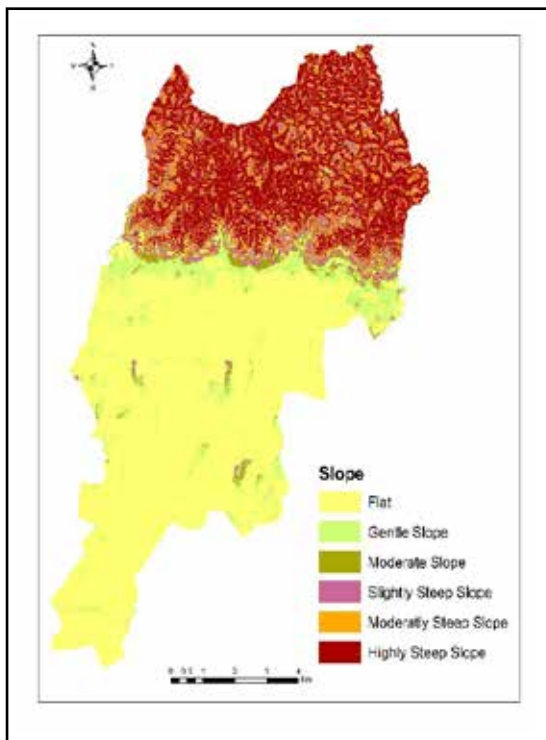 N
Slope
Flat
Gentle Slope
Moderate Slope
Slightly Steep Slope
Moderatly Steep Slope
Highly Steep Slope